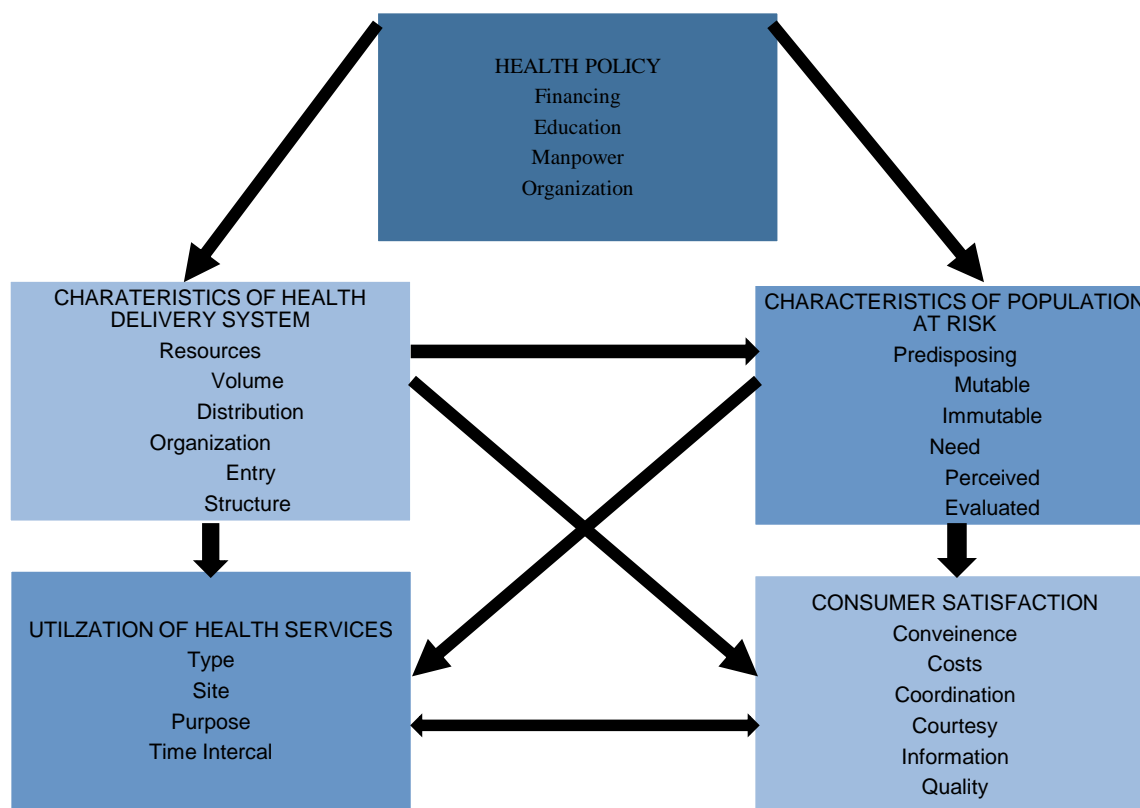 HEALTH POLICY
Financing
Education
Manpower
Organization
CHARATERISTICS OF HEALTH
DELIVERY SYSTEM
Resources
Volume
Distribution
Organization
Entry
Structure
CHARACTERISTICS OF POPULATION
AT RISK
Predisposing
Mutable
Immutable
Need
Perceived
Evaluated
UTILZATION OF HEALTH SERVICES
Type
Site
Purpose
Time Intercal
CONSUMER SATISFACTION
Conveinence
Costs
Coordination
Courtesy
Information
Quality